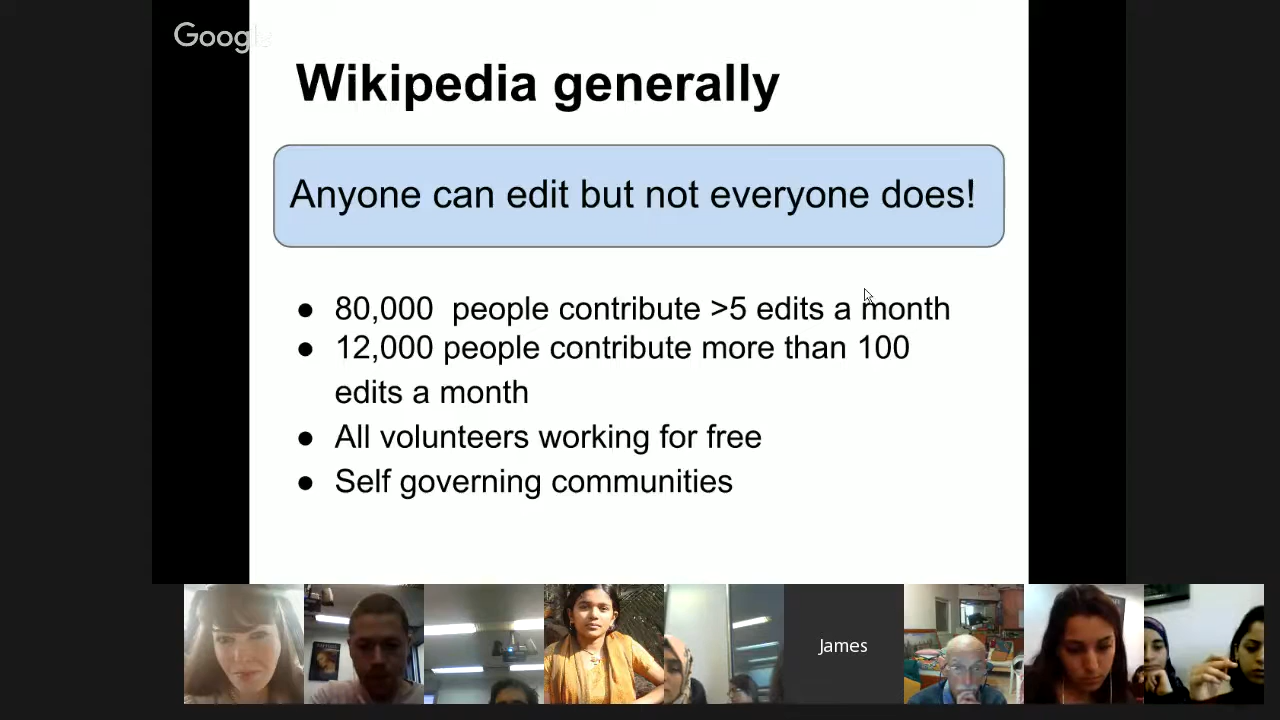 Google
Wikipedia generally
Anyone can edit but not everyone does!
● 80,000  people contribute >5 edits a month
● 12,000 people contribute more than 100
edits a month
● All volunteers working for free
● Self governing communities
James